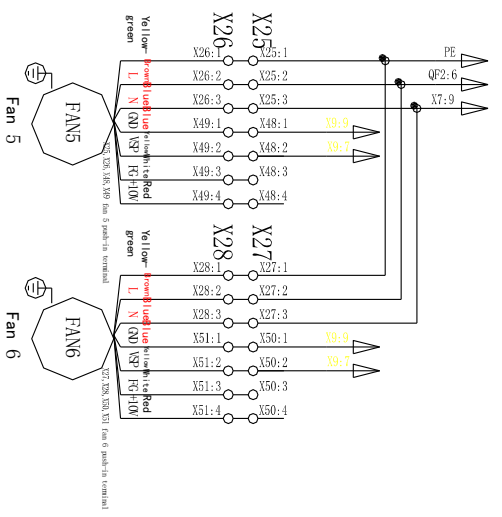 X26
X25
Yellow-
green
X26:1
X25:1
PE
Brown
L
X26:2
X25:2
QF2:6
Blue
N
X26:3
X25:3
X7:9
Blue
GND
X49:1
X48:1
Yellow
VSP
X49:2
X48:2
X9:7
White
FG
X49:3
X48:3
Red
+10V
X49:4
X48:4
FAN5
Fan 5
X25,X26,X48,X49 fan 5 push-in terminal
X28
X27
Yellow-
green
X28:1
X27:1
Brown
L
X28:2
X27:2
Blue
N
X28:3
X27:3
Blue
GND
X51:1
X50:1
Yellow
VSP
X51:2
X50:2
X9:7
White
FG
X51:3
X50:3
Red
+10V
X51:4
X50:4
FAN6
Fan 6
X27,X28,X50,X51 fan 6 push-in terminal